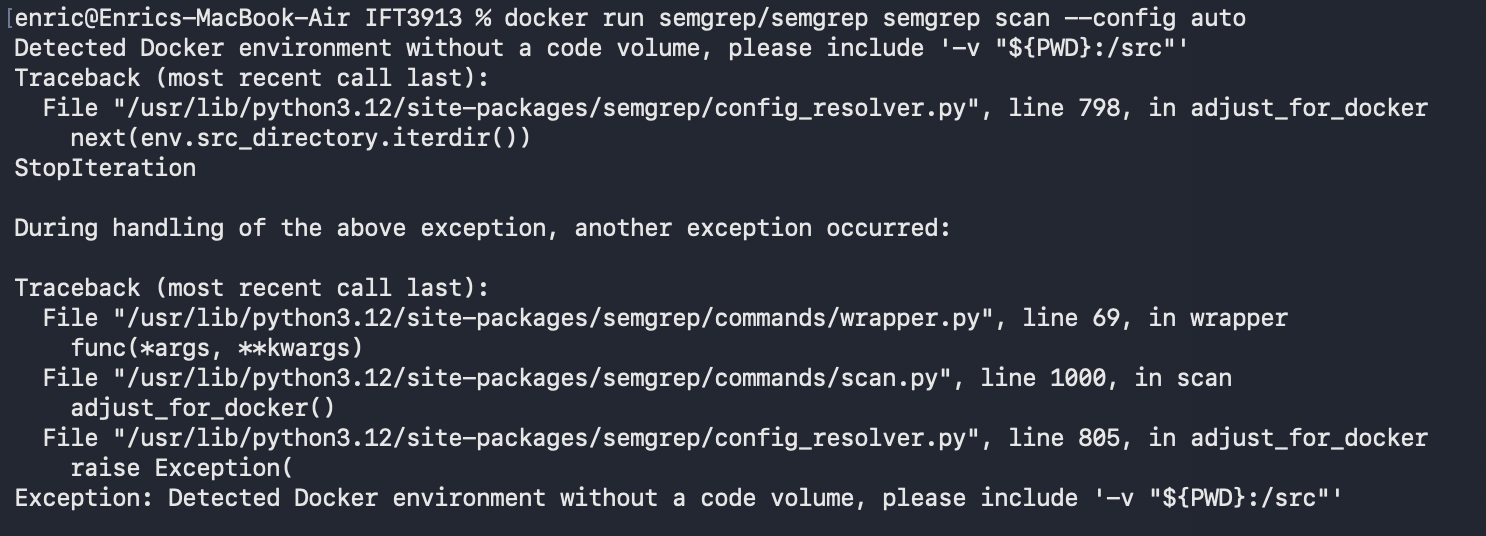 [enric@Enrics-MacBook-Air IFT3913 % docker run semgrep/semgrep semgrep scan --config auto
Detected Docker environment without a code volume, please include '-v "${PWD}:/src"'
Traceback (most recent call last):
  File "/usr/lib/python3.12/site-packages/semgrep/config_resolver.py", line 798, in adjust_for_docker
    next(env.src_directory.iterdir())
StopIteration

During handling of the above exception, another exception occurred:

Traceback (most recent call last):
  File "/usr/lib/python3.12/site-packages/semgrep/commands/wrapper.py", line 69, in wrapper
    func(*args, **kwargs)
  File "/usr/lib/python3.12/site-packages/semgrep/commands/scan.py", line 1000, in scan
    adjust_for_docker()
  File "/usr/lib/python3.12/site-packages/semgrep/config_resolver.py", line 805, in adjust_for_docker
    raise Exception(
Exception: Detected Docker environment without a code volume, please include '-v "${PWD}:/src"'